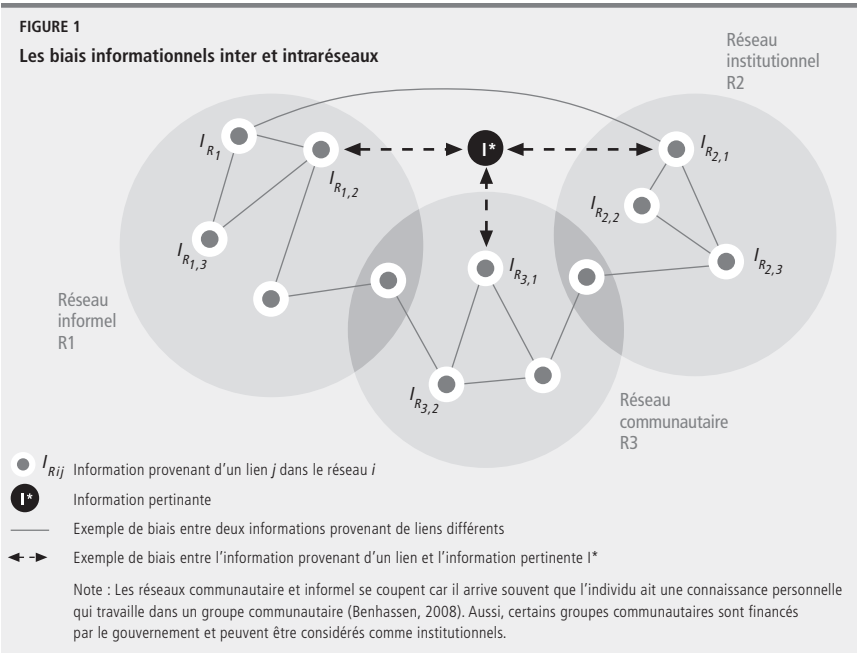 FIGURE 1
Les biais informationnels inter et intraréseaux
Réseau
institutionnel
R2
I*
I_{R_1}
I_{R_{1,2}}
I_{R_{1,3}}
I_{R_{2,1}}
I_{R_{2,2}}
I_{R_{2,3}}
I_{R_{3,1}}
I_{R_{3,2}}
Réseau
informel
R1
Réseau
communautaire
R3
I_{Rij} Information provenant d'un lien j dans le réseau i
I* Information pertinante
Exemple de biais entre deux informations provenant de liens différents
Exemple de biais entre l'information provenant d'un lien et l'information pertinente I*
Note : Les réseaux communautaire et informel se coupent car il arrive souvent que l'individu ait une connaissance personnelle
qui travaille dans un groupe communautaire (Benhassen, 2008). Aussi, certains groupes communautaires sont financés
par le gouvernement et peuvent être considérés comme institutionnels.